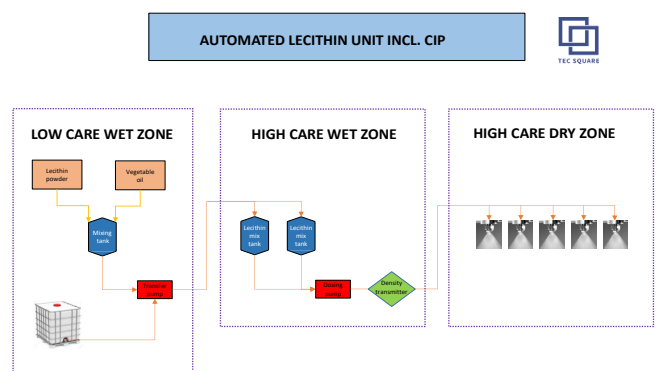 AUTOMATED LECITHIN UNIT INCL. CIP
TEC SQUARE
LOW CARE WET ZONE
HIGH CARE WET ZONE
HIGH CARE DRY ZONE
Lecithin
powder
Vegetable
oil
Mixing
tank
Lecithin
mix
tank
Lecithin
mix
tank
Transfer
pump
Dosing
pump
Density
transmitter